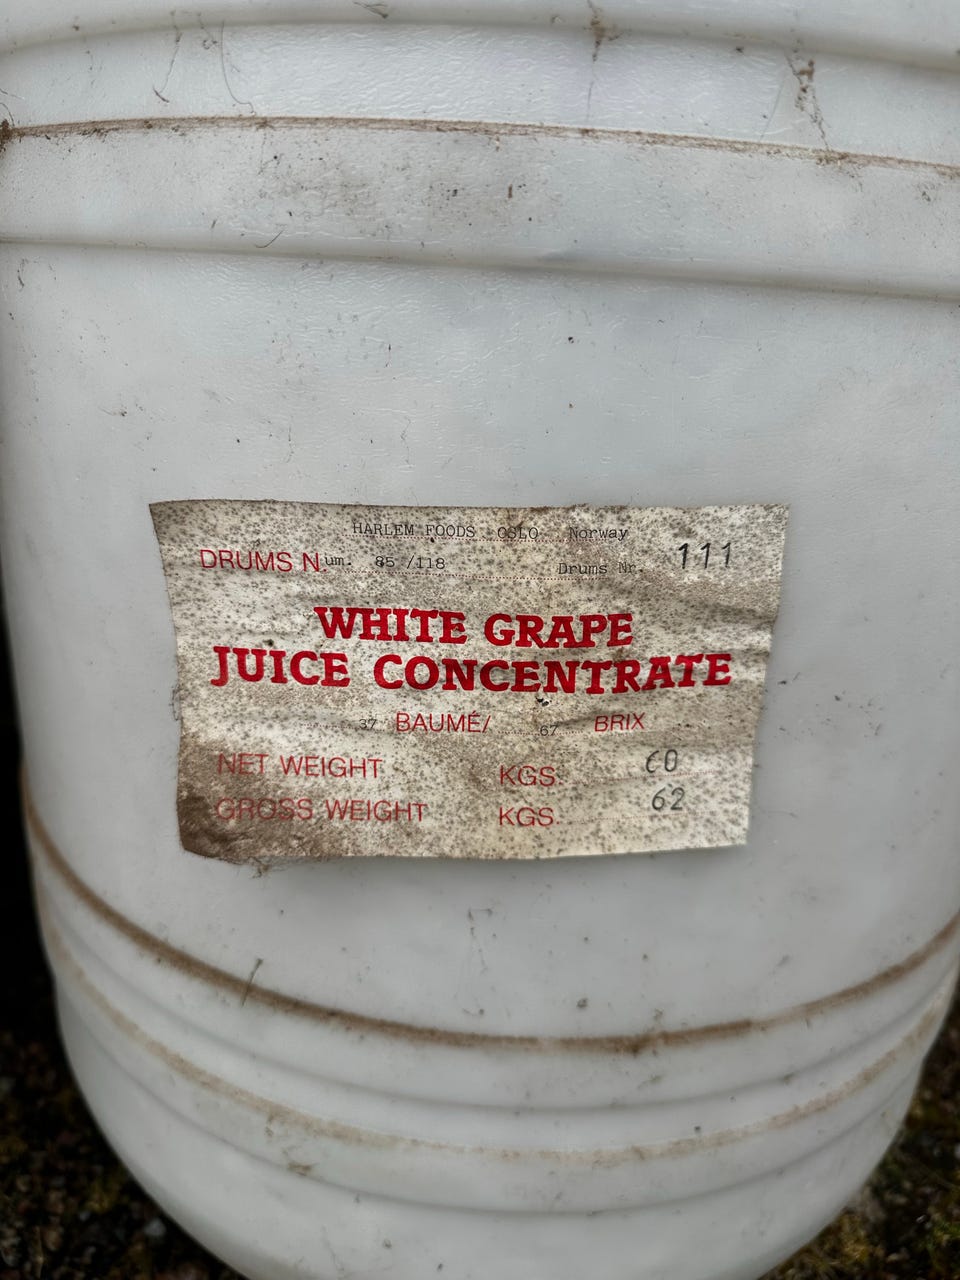 HARLEM FOODS OSLO Norway
DRUMS Num. 85 /118 Drums Nr. 111
WHITE GRAPE
JUICE CONCENTRATE
37 BAUMÉ/ 67 BRIX
NET WEIGHT KGS. 60
GROSS WEIGHT KGS. 62